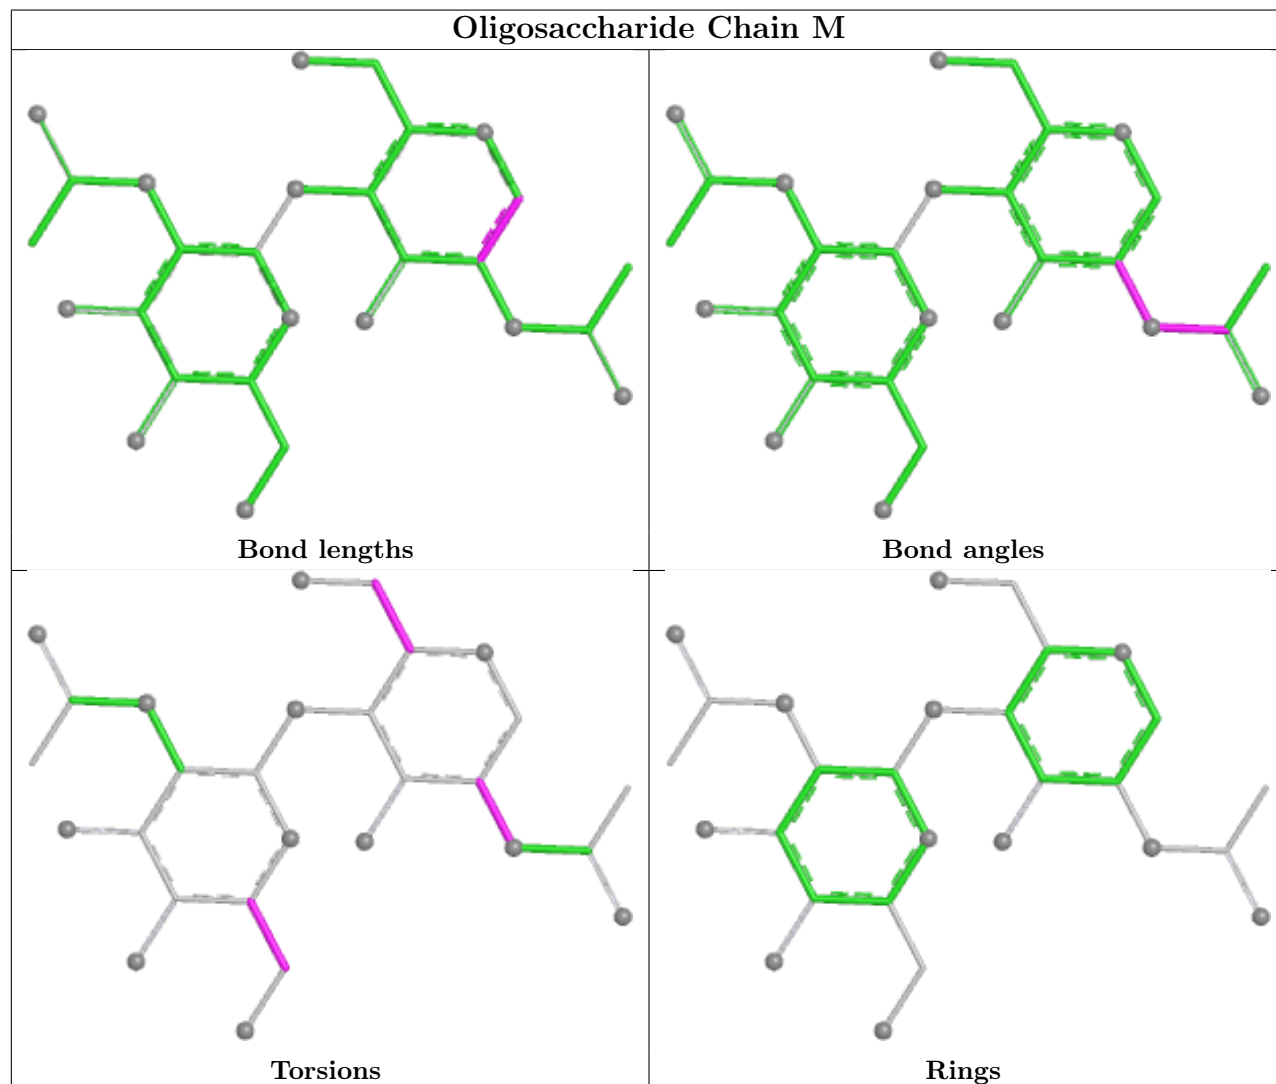 Oligosaccharide Chain M
Bond lengths
Bond angles
Torsions
Rings